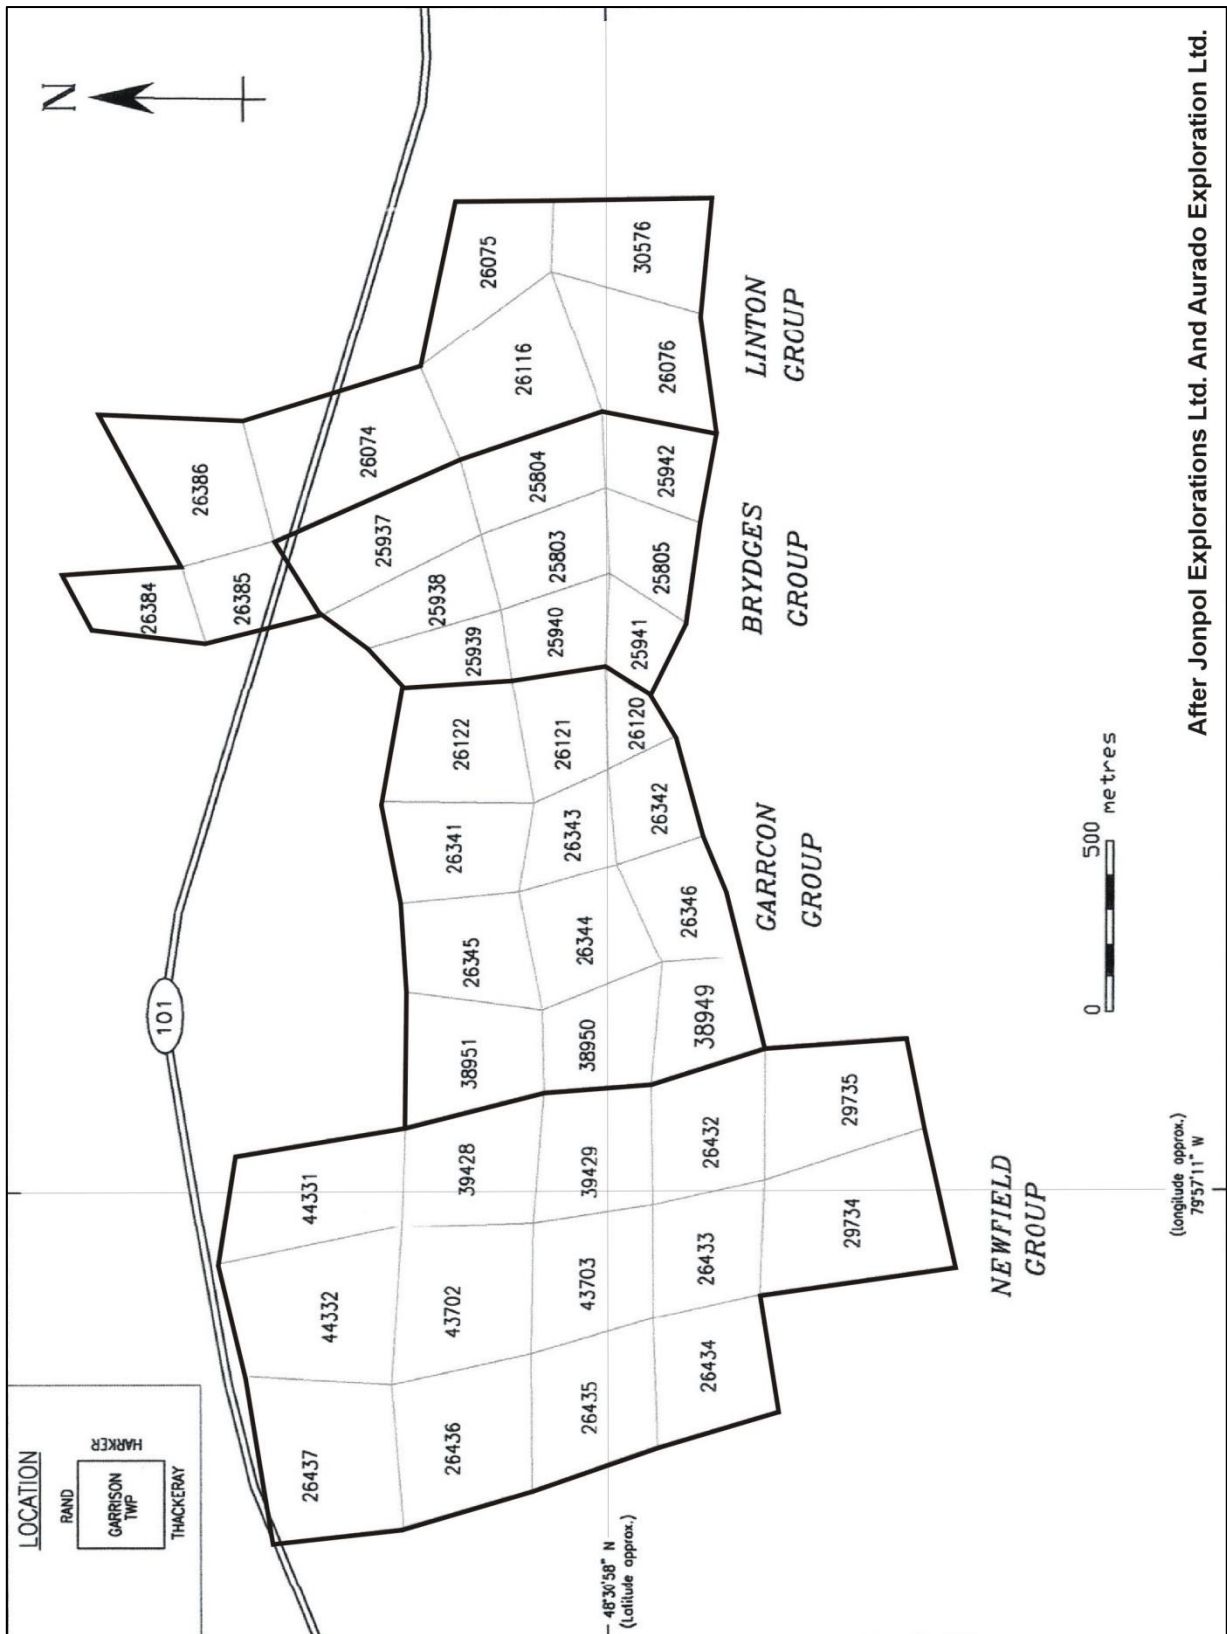 LOCATION
RAND
GARRISON
TWP
HARKER
THACKERAY
101
N
44331
44332
26437
39428
43702
26436
39429
43703
26435
26432
26433
26434
29735
29734
NEWFIELD
GROUP
38951
26345
26341
26122
38950
26344
26343
26121
38949
26346
26342
26120
GARRCON
GROUP
25939
25938
25937
25940
25803
25804
25941
25805
25942
BRYDGES
GROUP
26384
26385
26386
26074
26075
26116
26076
30576
LINTON
GROUP
48°30'58" N
(Latitude approx.)
(longitude approx.)
79°57'11" W
0 500 metres
After Jonpol Explorations Ltd. And Aurado Exploration Ltd.